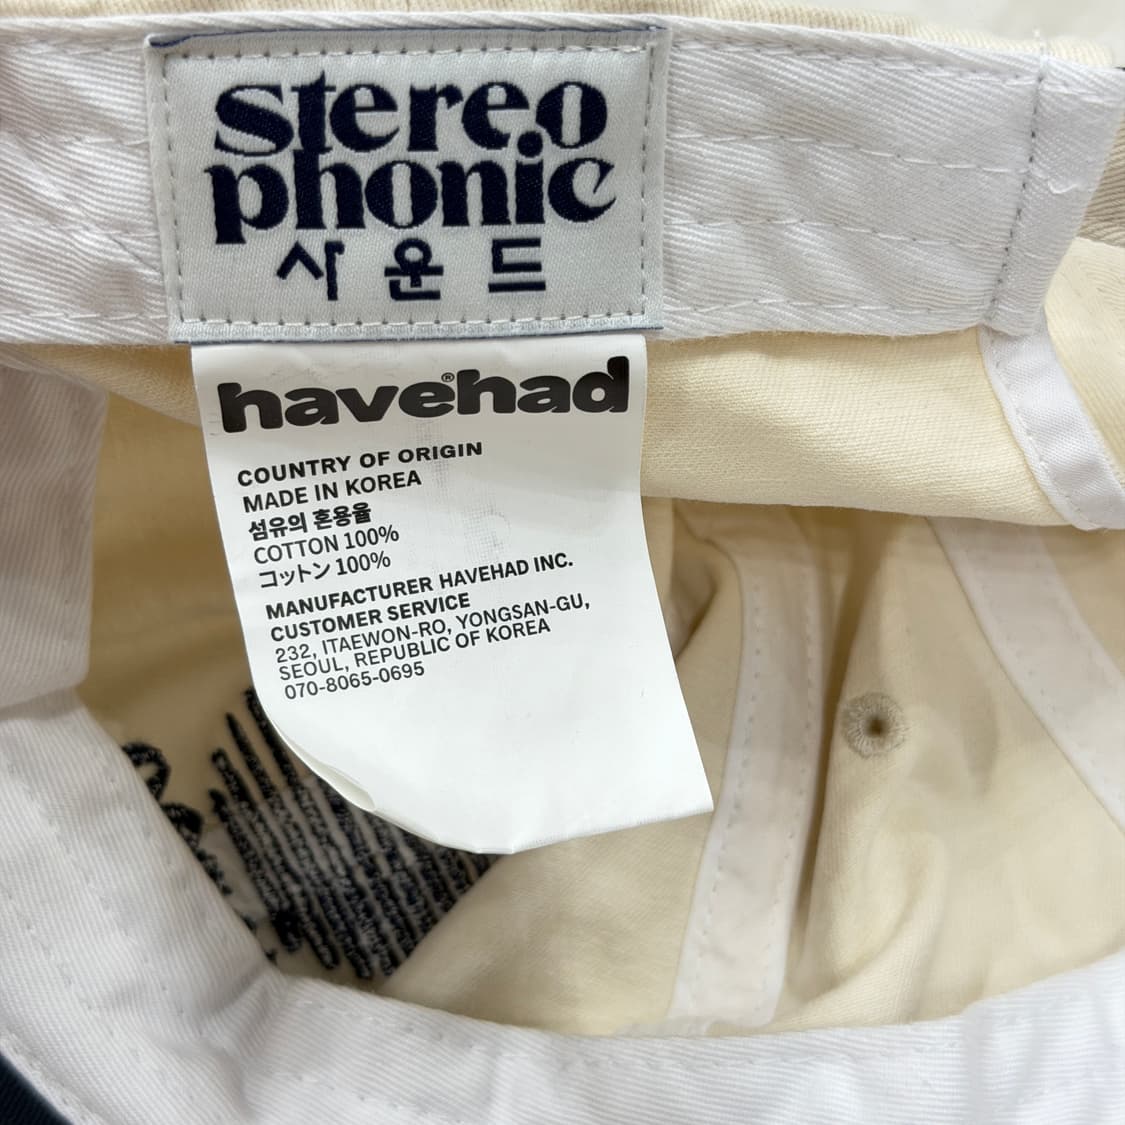 stereo
phonic
사운드
havehad®
COUNTRY OF ORIGIN
MADE IN KOREA
섬유의 혼용율
COTTON 100%
コットン 100%
MANUFACTURER HAVEHAD INC.
CUSTOMER SERVICE
232, ITAEWON-RO, YONGSAN-GU,
SEOUL, REPUBLIC OF KOREA
070-8065-0695